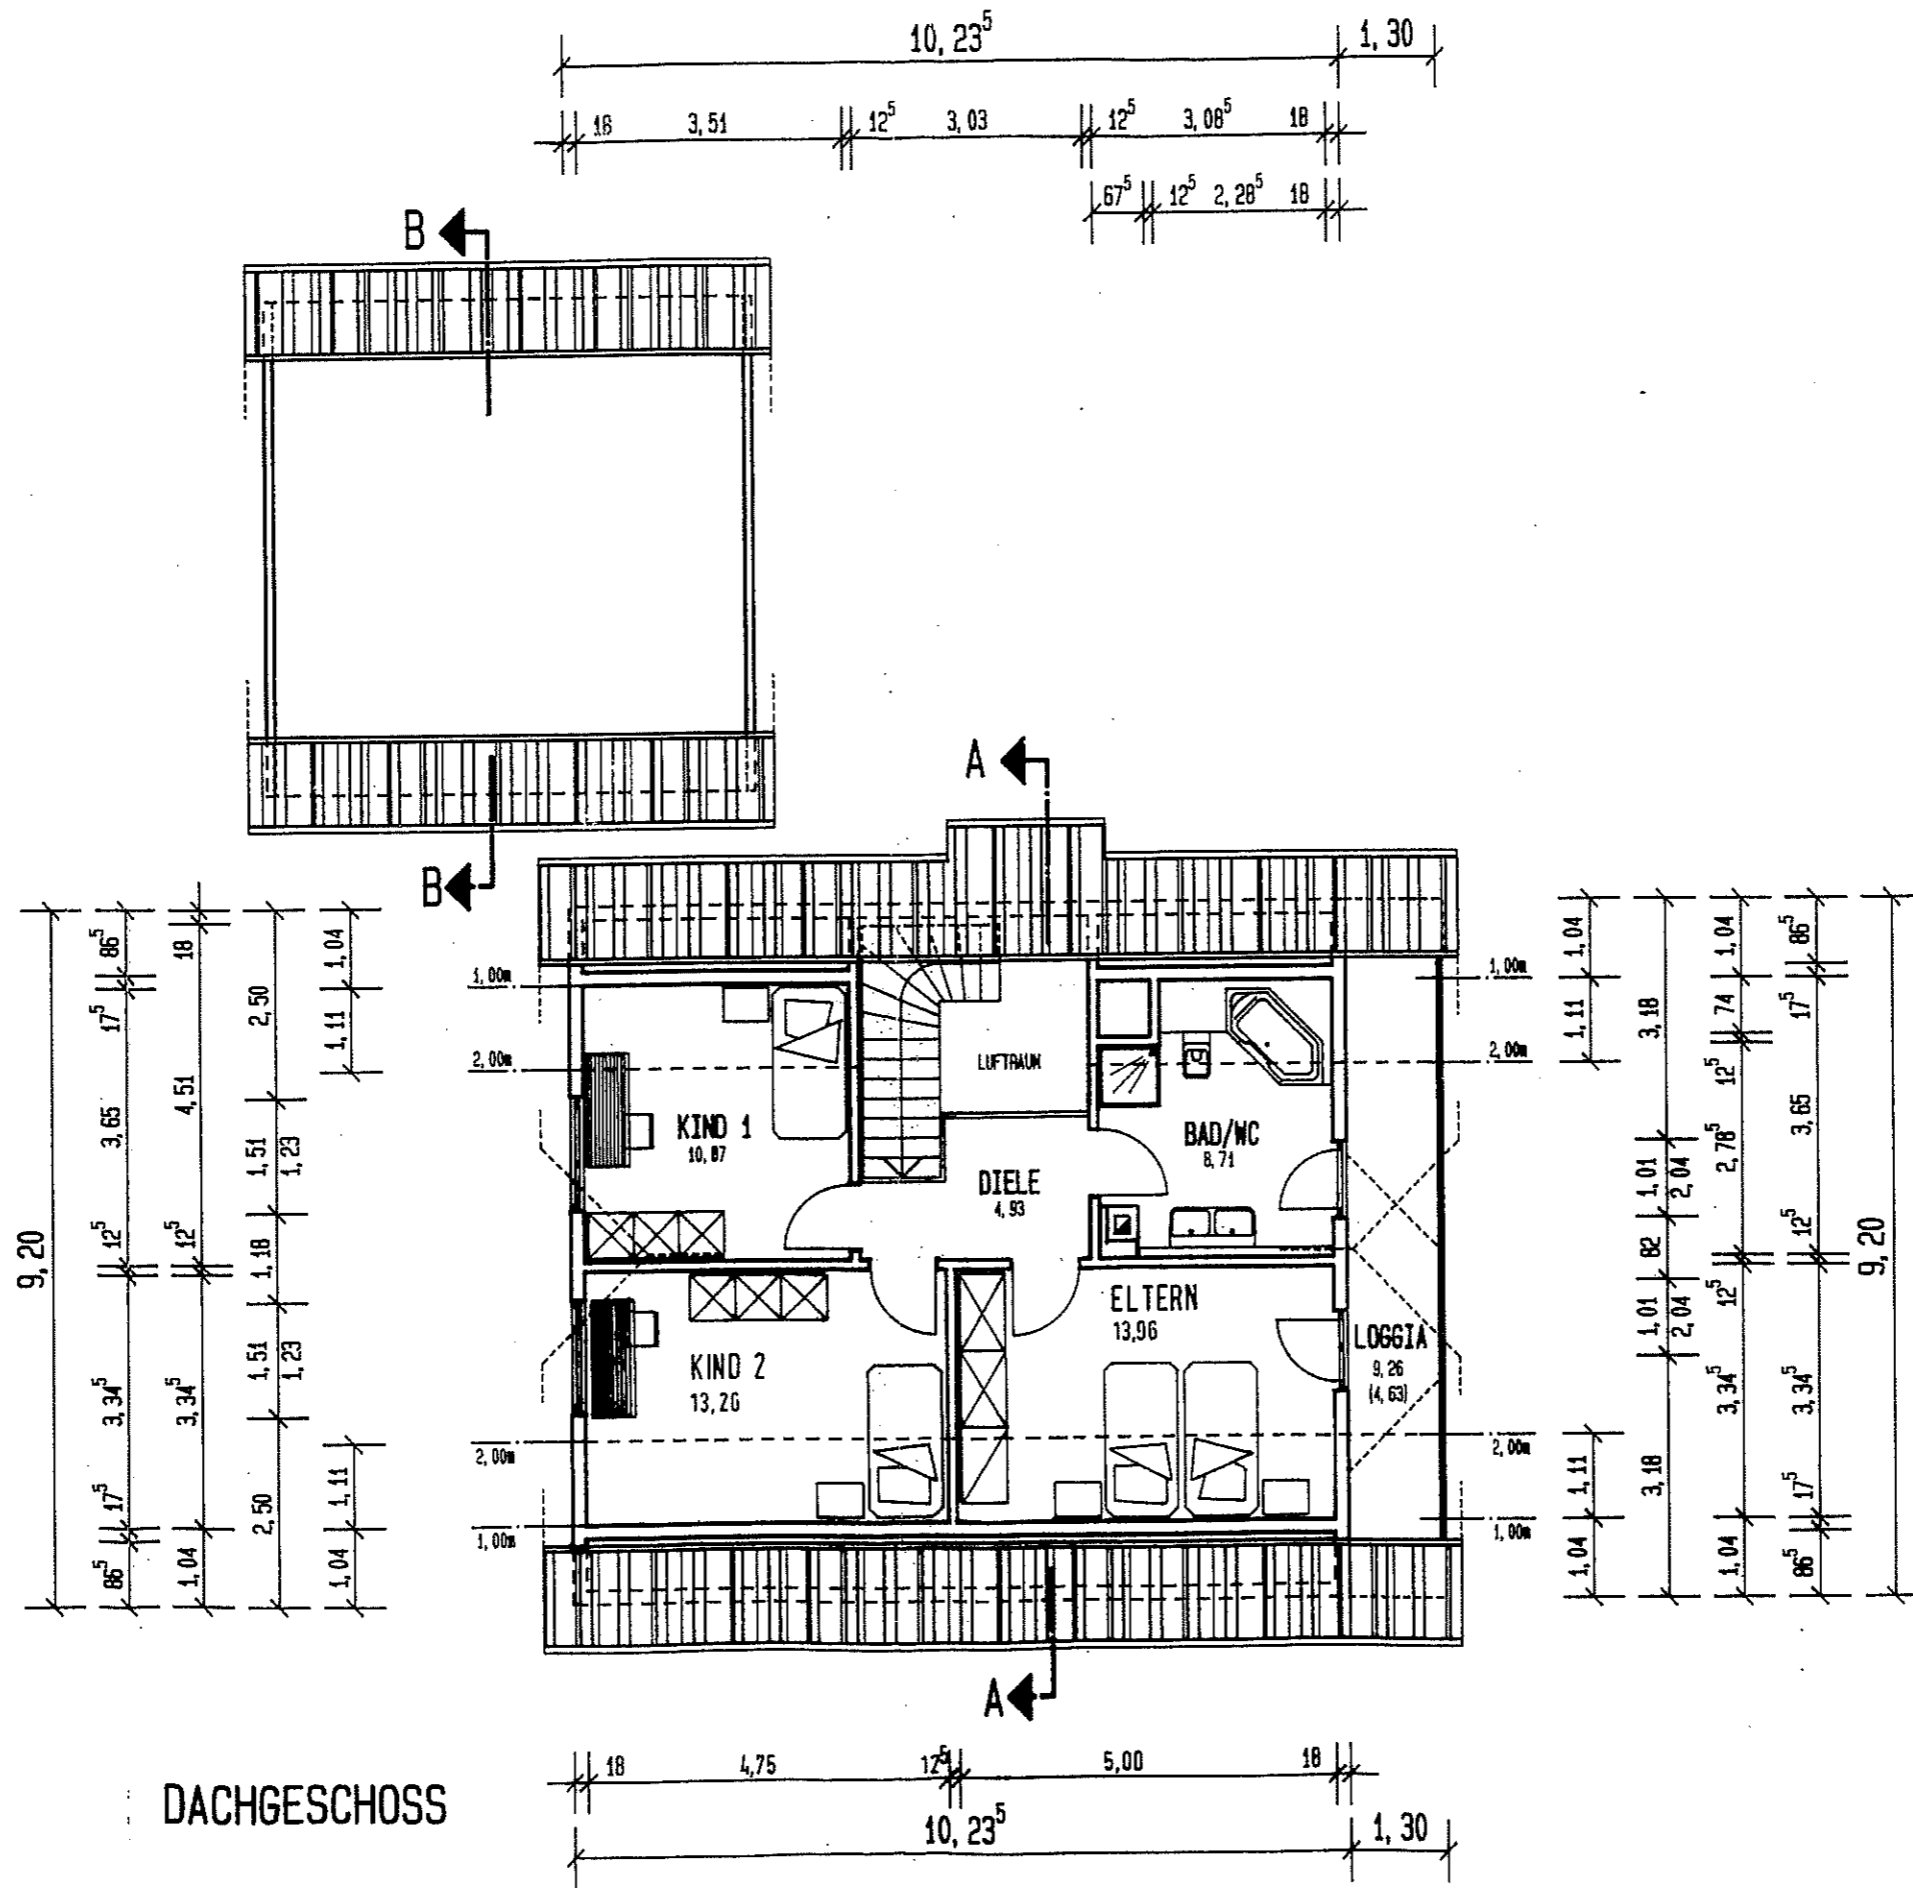 10,23⁵ 1,30
18 3,51 12⁵ 3,03 12⁵ 3,08⁵ 18
67⁵ 12⁵ 2,28⁵ 18
B
B
A
9,20
86⁵ 17⁵ 3,65 12⁵ 3,34⁵ 17⁵ 86⁵
18 4,51 12⁵ 3,34⁵ 1,04
2,50 1,51 1,18 1,51 2,50
1,23 1,23
1,04 1,11 1,11 1,04
1,00m
2,00m
2,00m
1,00m
KIND 1
10,87
LUFTRAUM
DIELE
4,93
BAD/WC
8,71
KIND 2
13,26
ELTERN
13,96
LOGGIA
9,26
(4,63)
1,00m
2,00m
2,00m
1,00m
1,04 1,11 1,11 1,04
3,18 1,01 82 1,01 3,18
2,04 2,04
1,04 74 12⁵ 2,78⁵ 12⁵ 3,34⁵ 1,04
86⁵ 17⁵ 3,65 12⁵ 3,34⁵ 17⁵ 86⁵
9,20
A
18 4,75 12⁵ 5,00 18
10,23⁵ 1,30
DACHGESCHOSS